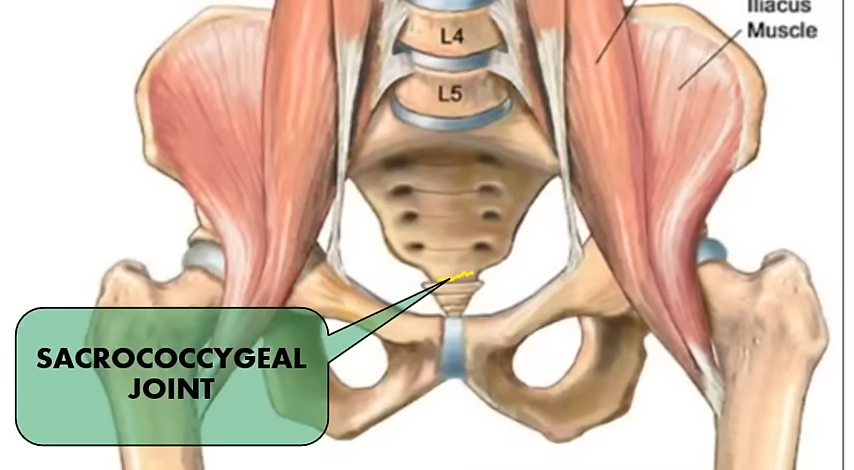 Iliacus
Muscle
L4
L5
SACROCOCCYGEAL
JOINT